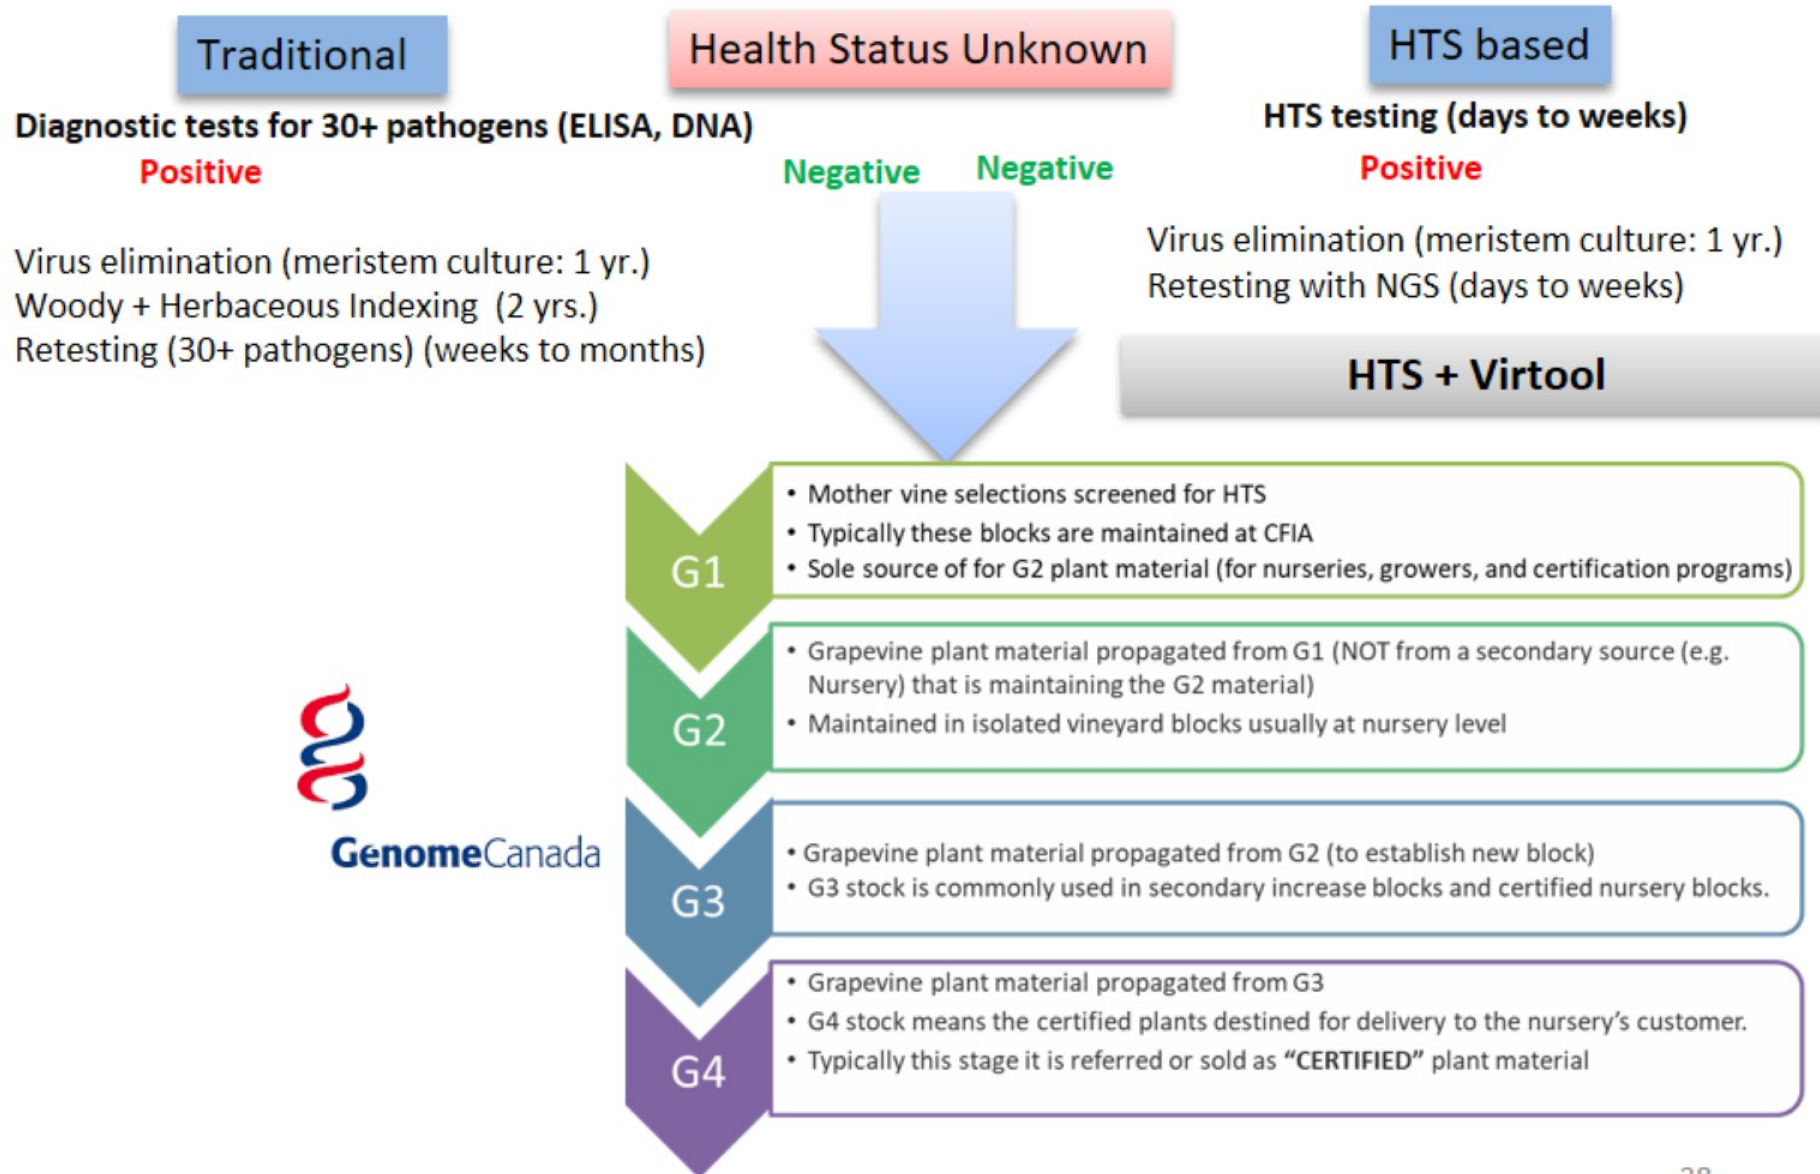 Traditional
Health Status Unknown
HTS based
Diagnostic tests for 30+ pathogens (ELISA, DNA)
HTS testing (days to weeks)
Positive
Negative
Negative
Positive
Virus elimination (meristem culture: 1 yr.)
Woody + Herbaceous Indexing (2 yrs.)
Retesting (30+ pathogens) (weeks to months)
Virus elimination (meristem culture: 1 yr.)
Retesting with NGS (days to weeks)
HTS + Virtool
G1
• Mother vine selections screened for HTS
• Typically these blocks are maintained at CFIA
• Sole source of for G2 plant material (for nurseries, growers, and certification programs)
G2
• Grapevine plant material propagated from G1 (NOT from a secondary source (e.g.
Nursery) that is maintaining the G2 material)
• Maintained in isolated vineyard blocks usually at nursery level
GenomeCanada
G3
• Grapevine plant material propagated from G2 (to establish new block)
• G3 stock is commonly used in secondary increase blocks and certified nursery blocks.
G4
• Grapevine plant material propagated from G3
• G4 stock means the certified plants destined for delivery to the nursery's customer.
• Typically this stage it is referred or sold as “CERTIFIED” plant material